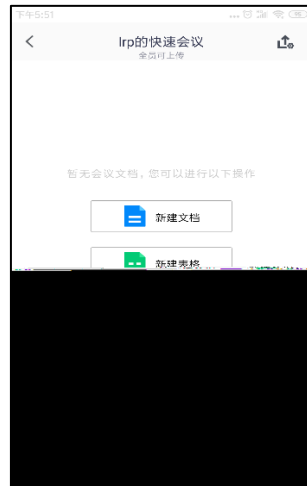 下午5:51
lrp的快速会议
全员可上传
暂无会议文档，您可以进行以下操作
新建文档
新建表格